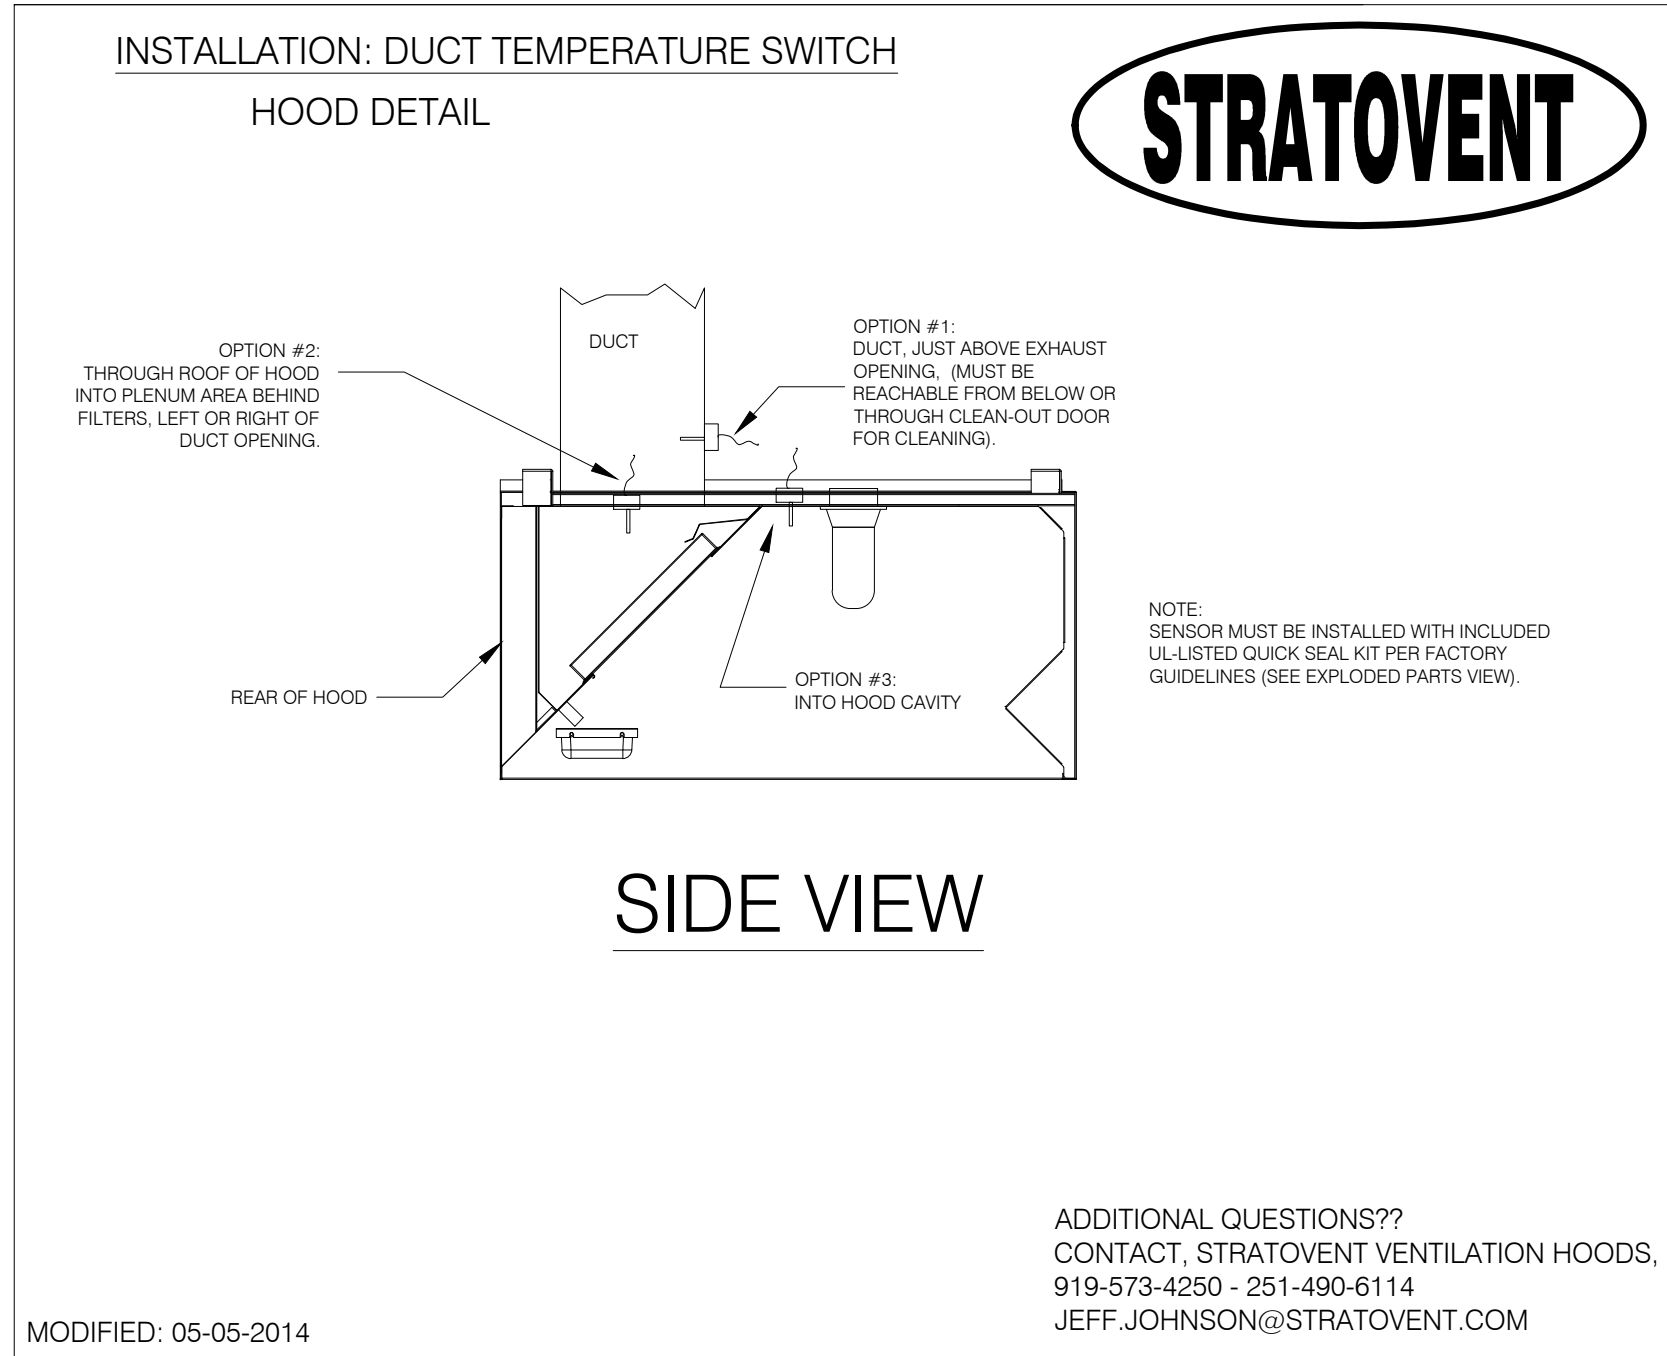 INSTALLATION: DUCT TEMPERATURE SWITCH
HOOD DETAIL
STRATOVENT
DUCT
OPTION #2:
THROUGH ROOF OF HOOD
INTO PLENUM AREA BEHIND
FILTERS, LEFT OR RIGHT OF
DUCT OPENING.
OPTION #1:
DUCT, JUST ABOVE EXHAUST
OPENING, (MUST BE
REACHABLE FROM BELOW OR
THROUGH CLEAN-OUT DOOR
FOR CLEANING).
NOTE:
SENSOR MUST BE INSTALLED WITH INCLUDED
UL-LISTED QUICK SEAL KIT PER FACTORY
GUIDELINES (SEE EXPLODED PARTS VIEW).
REAR OF HOOD
OPTION #3:
INTO HOOD CAVITY
SIDE VIEW
ADDITIONAL QUESTIONS??
CONTACT, STRATOVENT VENTILATION HOODS,
919-573-4250 - 251-490-6114
JEFF.JOHNSON@STRATOVENT.COM
MODIFIED: 05-05-2014